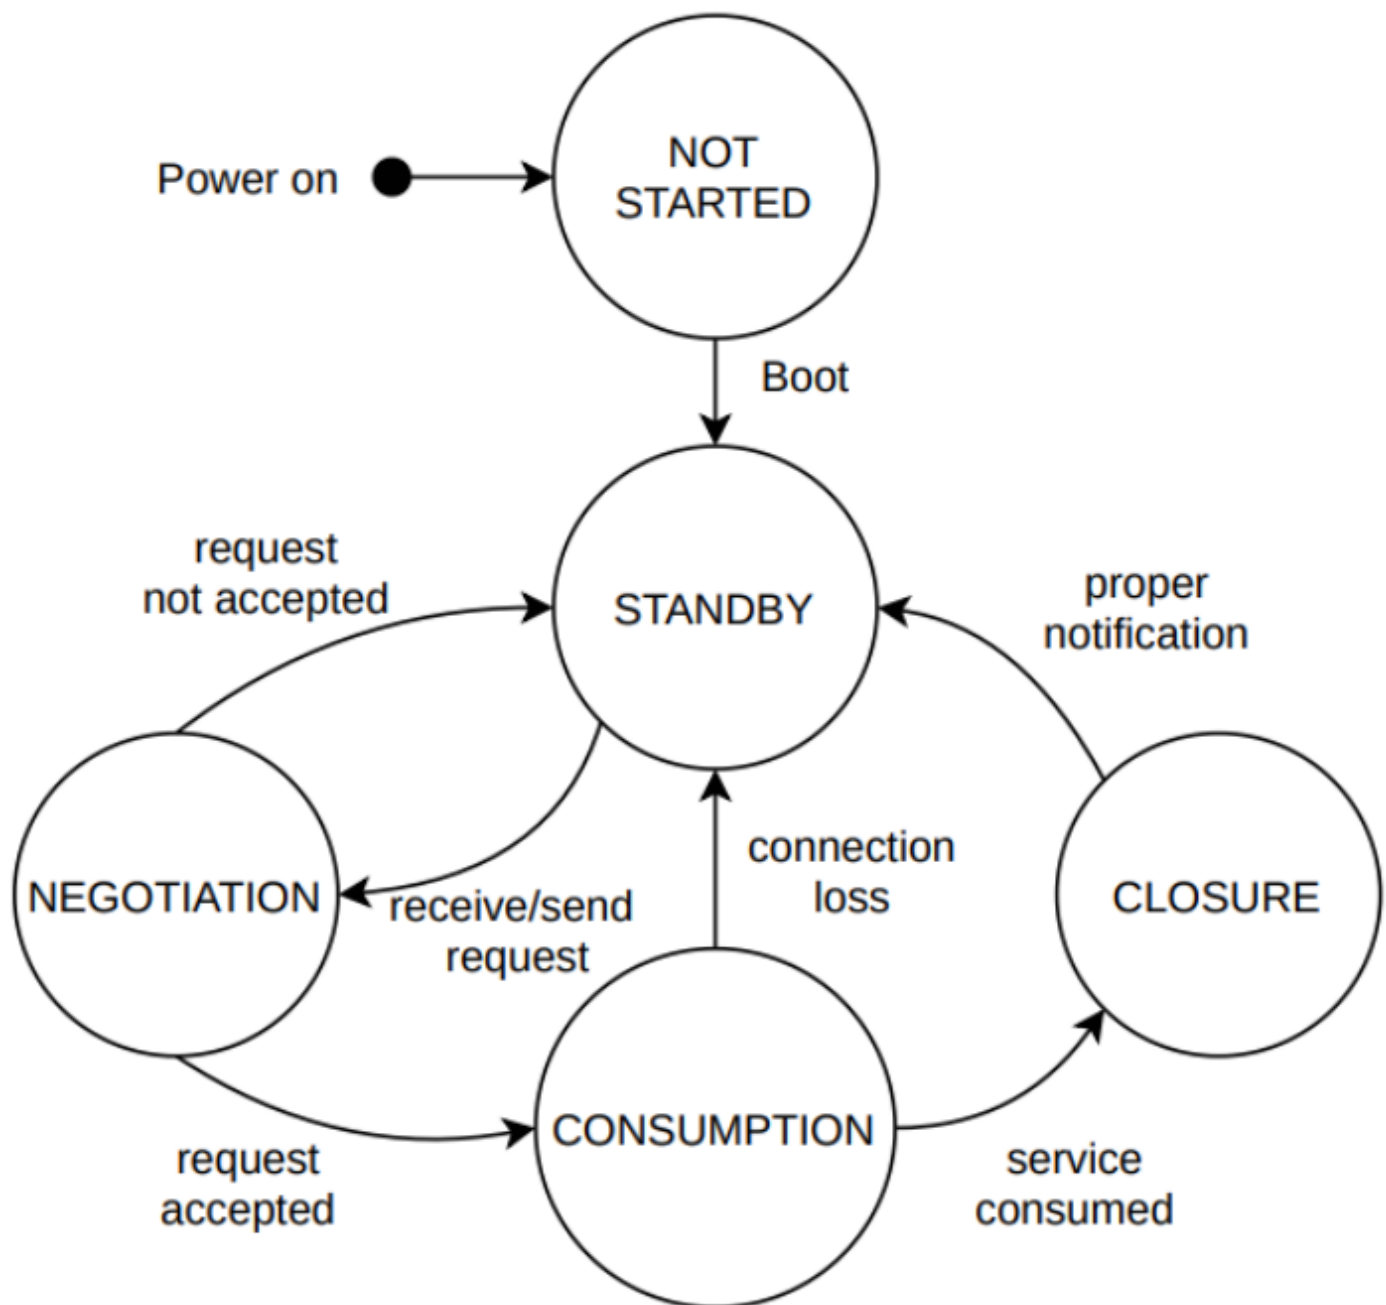 Power on
NOT
STARTED
Boot
request
not accepted
STANDBY
proper
notification
NEGOTIATION
receive/send
request
connection
loss
CLOSURE
CONSUMPTION
request
accepted
service
consumed